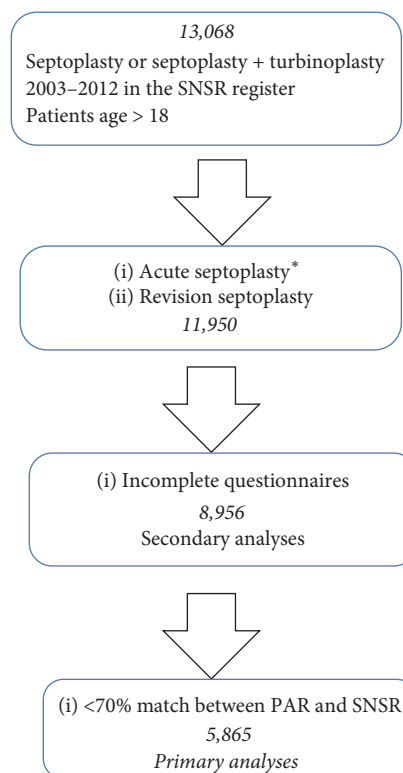 13,068
Septoplasty or septoplasty + turbinoplasty
2003–2012 in the SNSR register
Patients age > 18
(i) Acute septoplasty*
(ii) Revision septoplasty
11,950
(i) Incomplete questionnaires
8,956
Secondary analyses
(i) <70% match between PAR and SNSR
5,865
Primary analyses